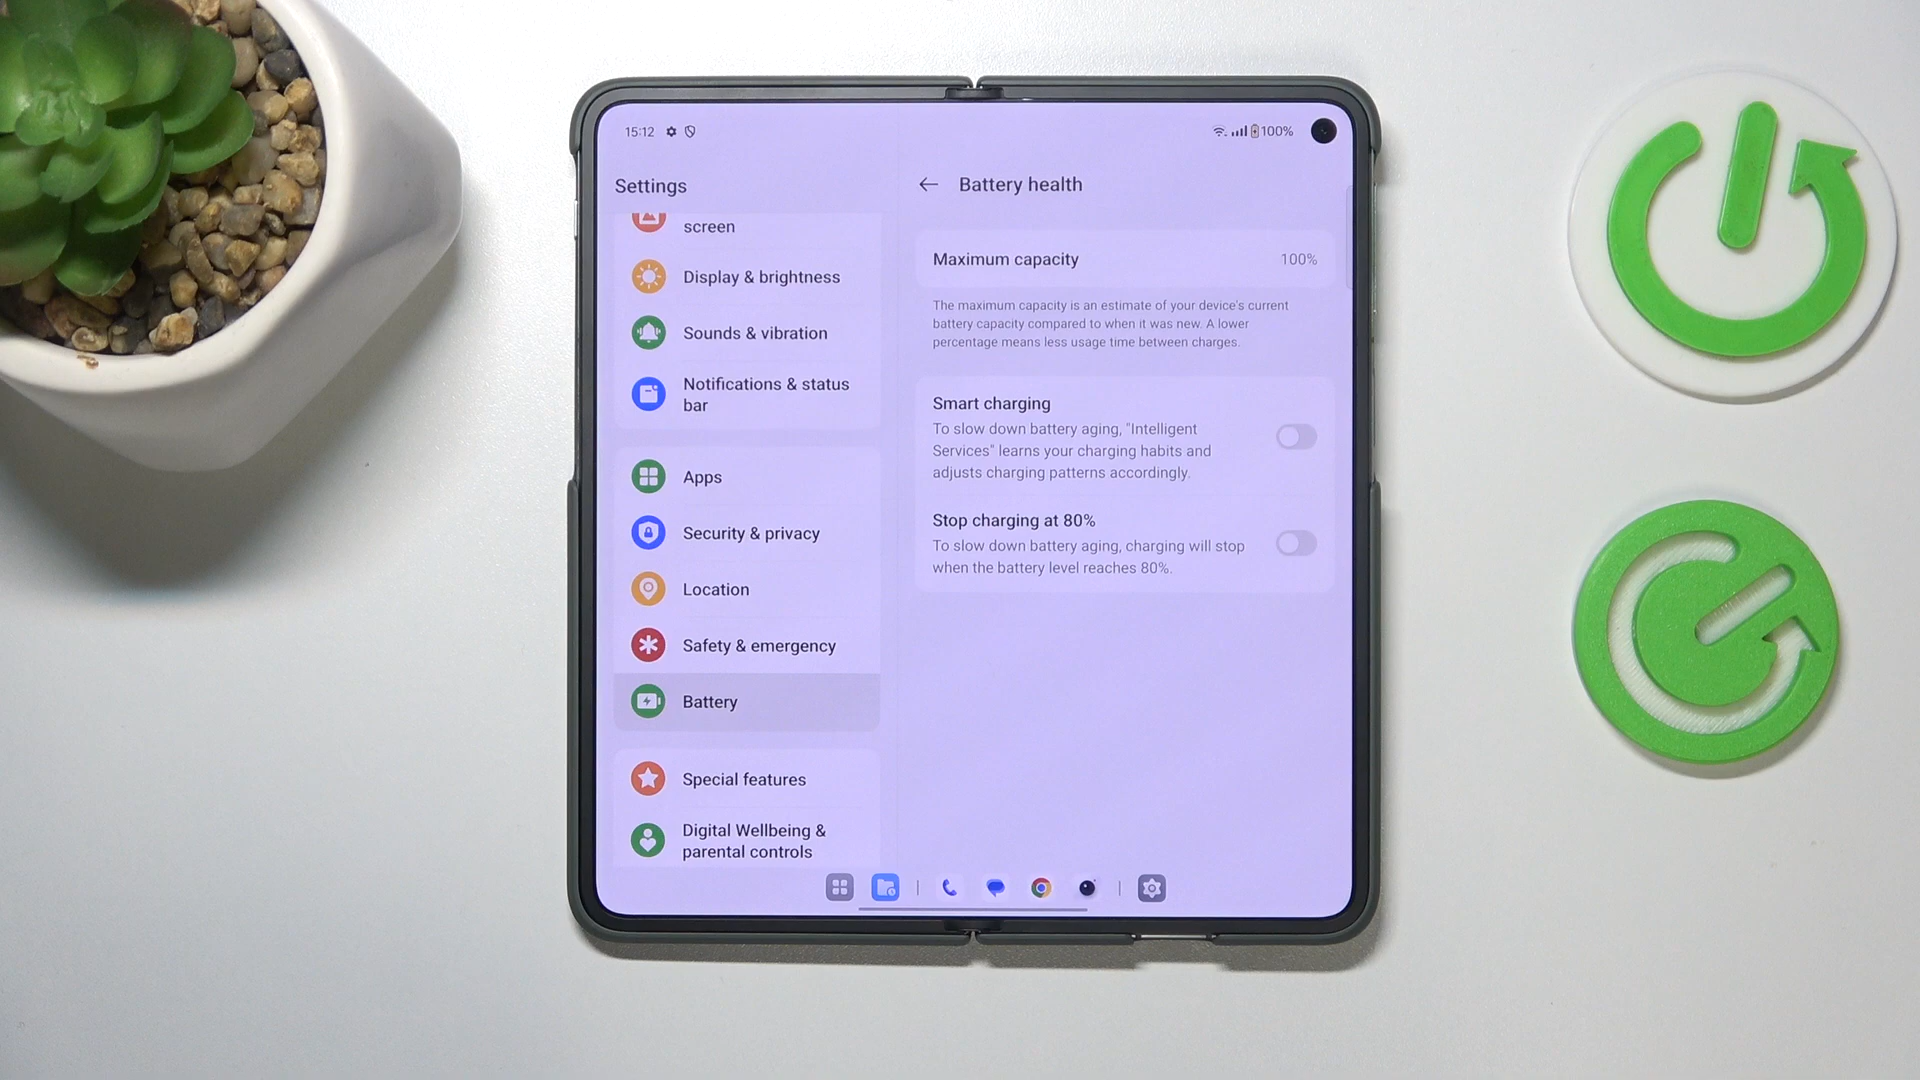 15:12
100%
Settings
screen
Display & brightness
Sounds & vibration
Notifications & status
bar
Apps
Security & privacy
Location
Safety & emergency
Battery
Special features
Digital Wellbeing &
parental controls
Battery health
Maximum capacity
100%
The maximum capacity is an estimate of your device's current
battery capacity compared to when it was new. A lower
percentage means less usage time between charges.
Smart charging
To slow down battery aging, "Intelligent
Services" learns your charging habits and
adjusts charging patterns accordingly.
Stop charging at 80%
To slow down battery aging, charging will stop
when the battery level reaches 80%.